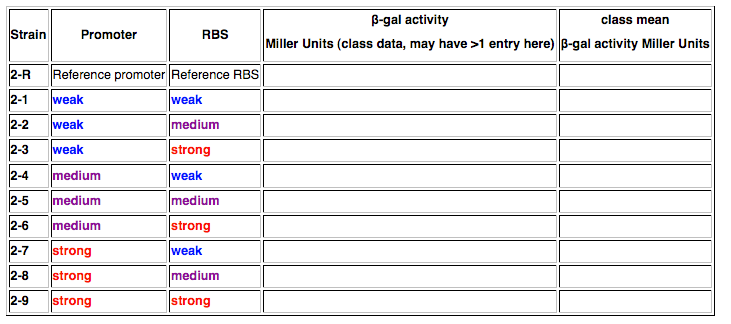 Strain Promoter RBS β-gal activity Miller Units (class data, may have >1 entry here) class mean β-gal activity Miller Units
2-R Reference promoter Reference RBS
2-1 weak weak
2-2 weak medium
2-3 weak strong
2-4 medium weak
2-5 medium medium
2-6 medium strong
2-7 strong weak
2-8 strong medium
2-9 strong strong